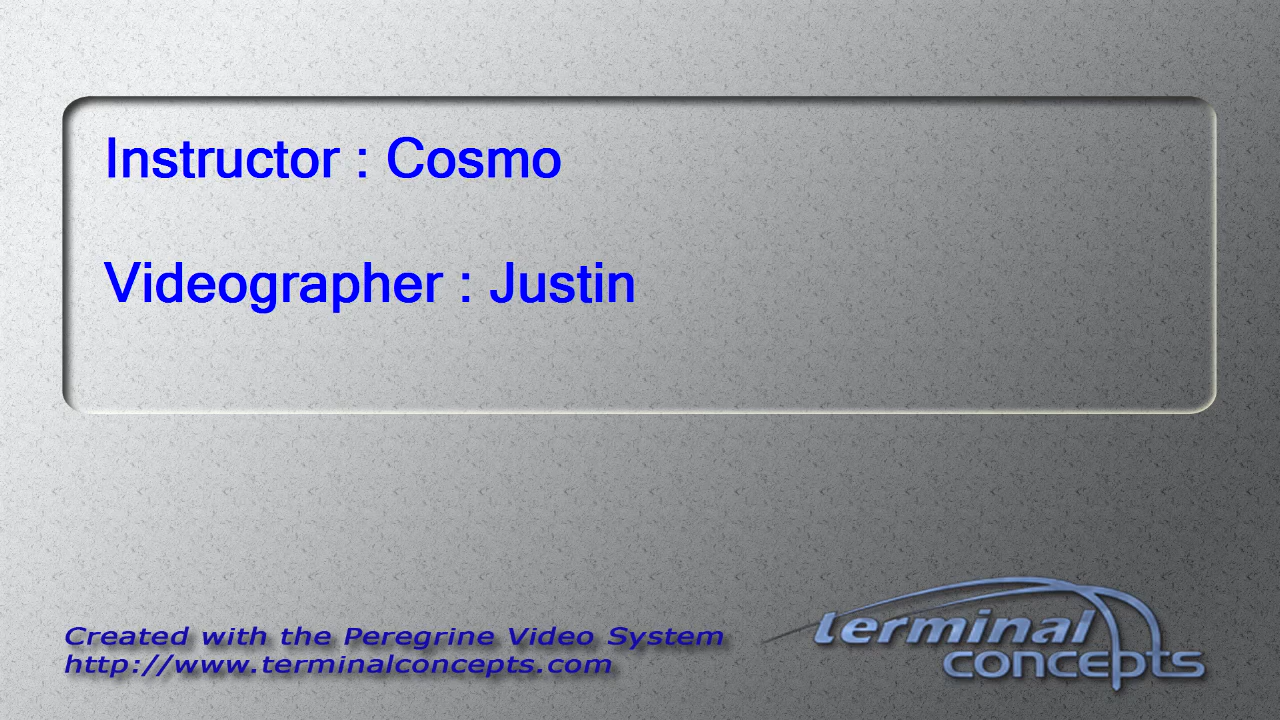 Instructor : Cosmo
Videographer : Justin
Created with the Peregrine Video System
http://www.terminalconcepts.com
terminal
concepts